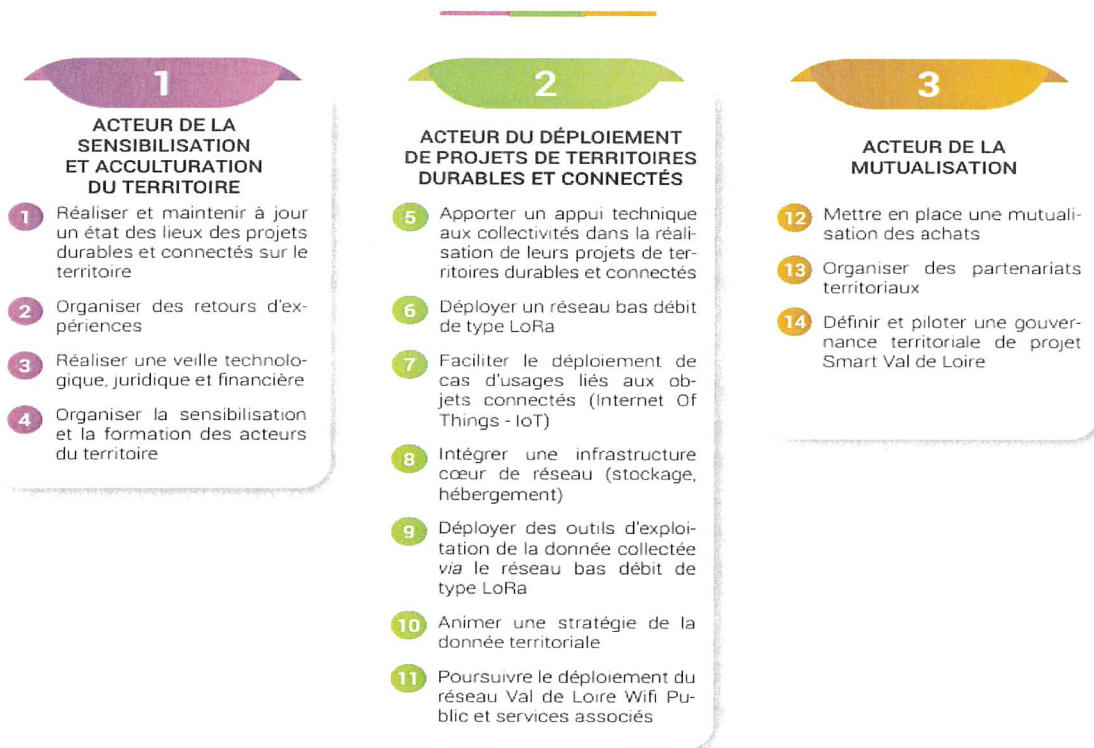 1
ACTEUR DE LA
SENSIBILISATION
ET ACCULTURATION
DU TERRITOIRE
1 Réaliser et maintenir à jour
un état des lieux des projets
durables et connectés sur le
territoire
2 Organiser des retours d'ex-
périences
3 Réaliser une veille technolo-
gique, juridique et financière
4 Organiser la sensibilisation
et la formation des acteurs
du territoire
2
ACTEUR DU DÉPLOIEMENT
DE PROJETS DE TERRITOIRES
DURABLES ET CONNECTÉS
5 Apporter un appui technique
aux collectivités dans la réali-
sation de leurs projets de ter-
ritoires durables et connectés
6 Déployer un réseau bas débit
de type LoRa
7 Faciliter le déploiement de
cas d'usages liés aux ob-
jets connectés (Internet Of
Things - IoT)
8 Intégrer une infrastructure
cœur de réseau (stockage,
hébergement)
9 Déployer des outils d'exploi-
tation de la donnée collectée
via le réseau bas débit de
type LoRa
10 Animer une stratégie de la
donnée territoriale
11 Poursuivre le déploiement du
réseau Val de Loire Wifi Pu-
blic et services associés
3
ACTEUR DE LA
MUTUALISATION
12 Mettre en place une mutuali-
sation des achats
13 Organiser des partenariats
territoriaux
14 Définir et piloter une gouver-
nance territoriale de projet
Smart Val de Loire